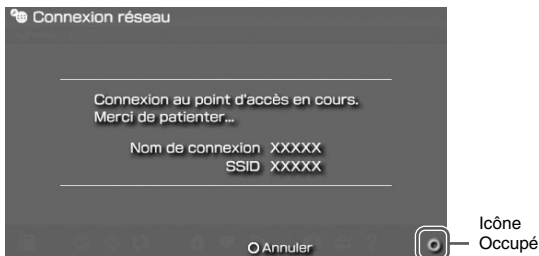 Connexion réseau
Connexion au point d'accès en cours.
Merci de patienter...
Nom de connexion XXXXX
SSID XXXXX
Annuler
Icône
Occupé